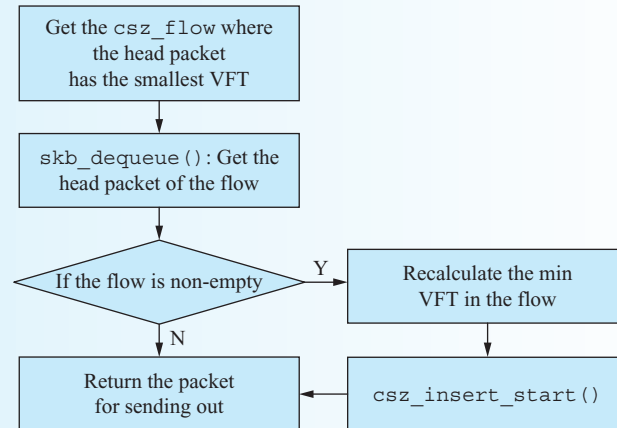 Get the csz_flow where
the head packet
has the smallest VFT
skb_dequeue(): Get the
head packet of the flow
If the flow is non-empty
Y
Recalculate the min
VFT in the flow
N
Return the packet
for sending out
csz_insert_start()